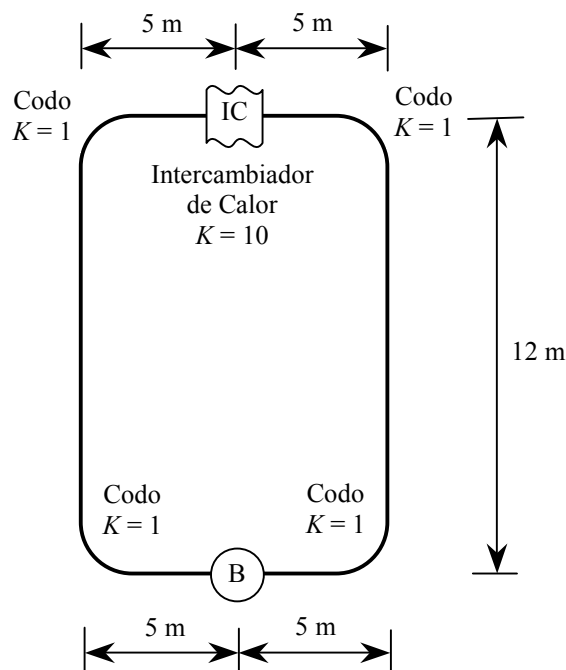 5 m
5 m
Codo
K = 1
IC
Codo
K = 1
Intercambiador
de Calor
K = 10
12 m
Codo
K = 1
Codo
K = 1
B
5 m
5 m